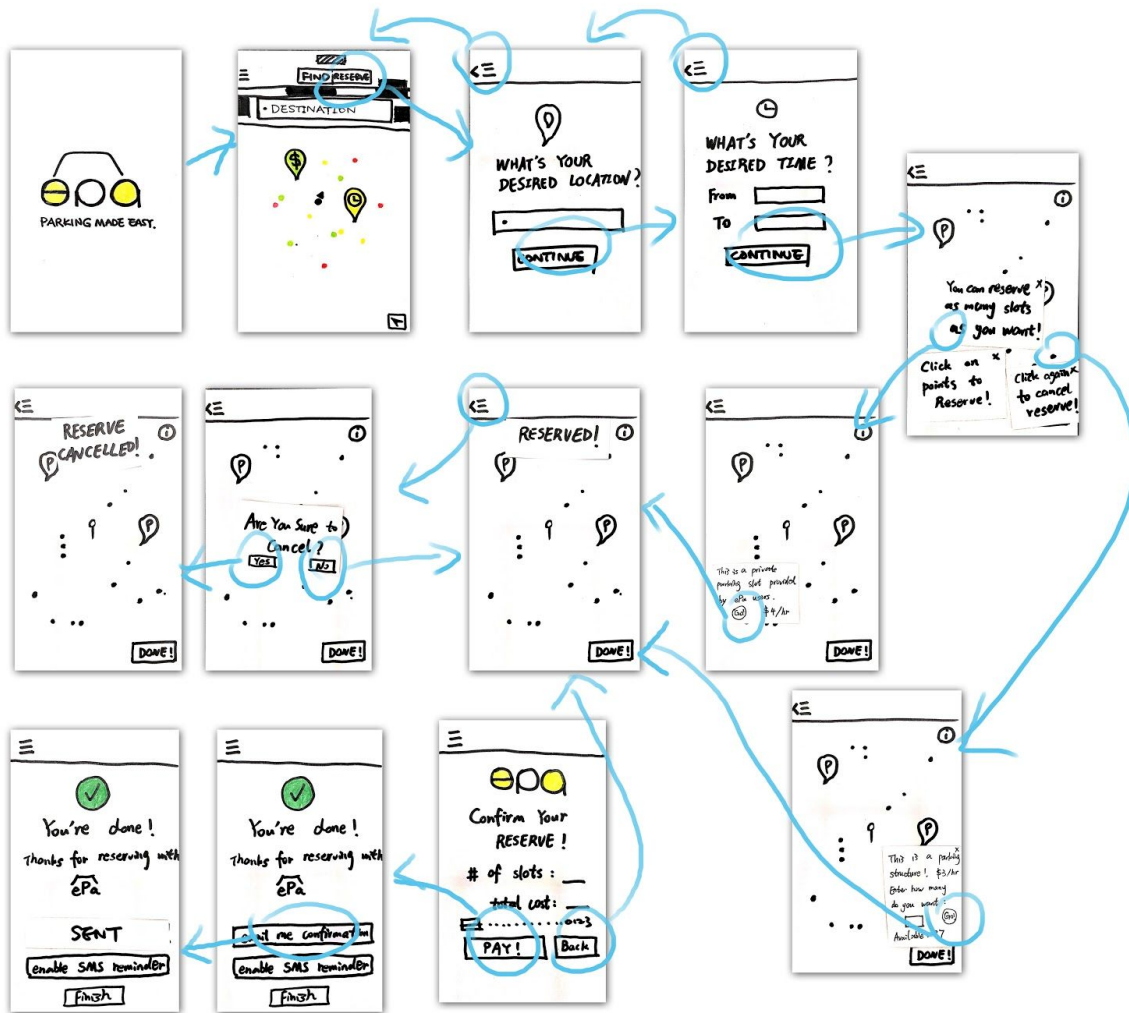 epa
PARKING MADE EASY.
FIND RESERVE
• DESTINATION
$
WHAT'S YOUR
DESIRED LOCATION?
CONTINUE
WHAT'S YOUR
DESIRED TIME?
From
To
CONTINUE
i
P
You can reserve x
as many slots
as you want!
Click on x
points to
Reserve!
Click again x
to cancel
reserve!
RESERVE
CANCELLED!
i
P
P
DONE!
i
P
Are You Sure to
Cancel?
Yes No
DONE!
RESERVED!
i
P
P
DONE!
i
P
P
This is a private
parking slot provided
by ePa users.
Go! $4/hr
DONE!
i
P
P
This is a parking x
structure! $3/hr
Enter how many
do you want:
Go!
DONE!
You're done!
Thanks for reserving with
ePa
SENT
enable SMS reminder
Finish
You're done!
Thanks for reserving with
ePa
email me confirmation
enable SMS reminder
Finish
epa
Confirm Your
RESERVE!
# of slots: __
total cost: __
0123
PAY! Back